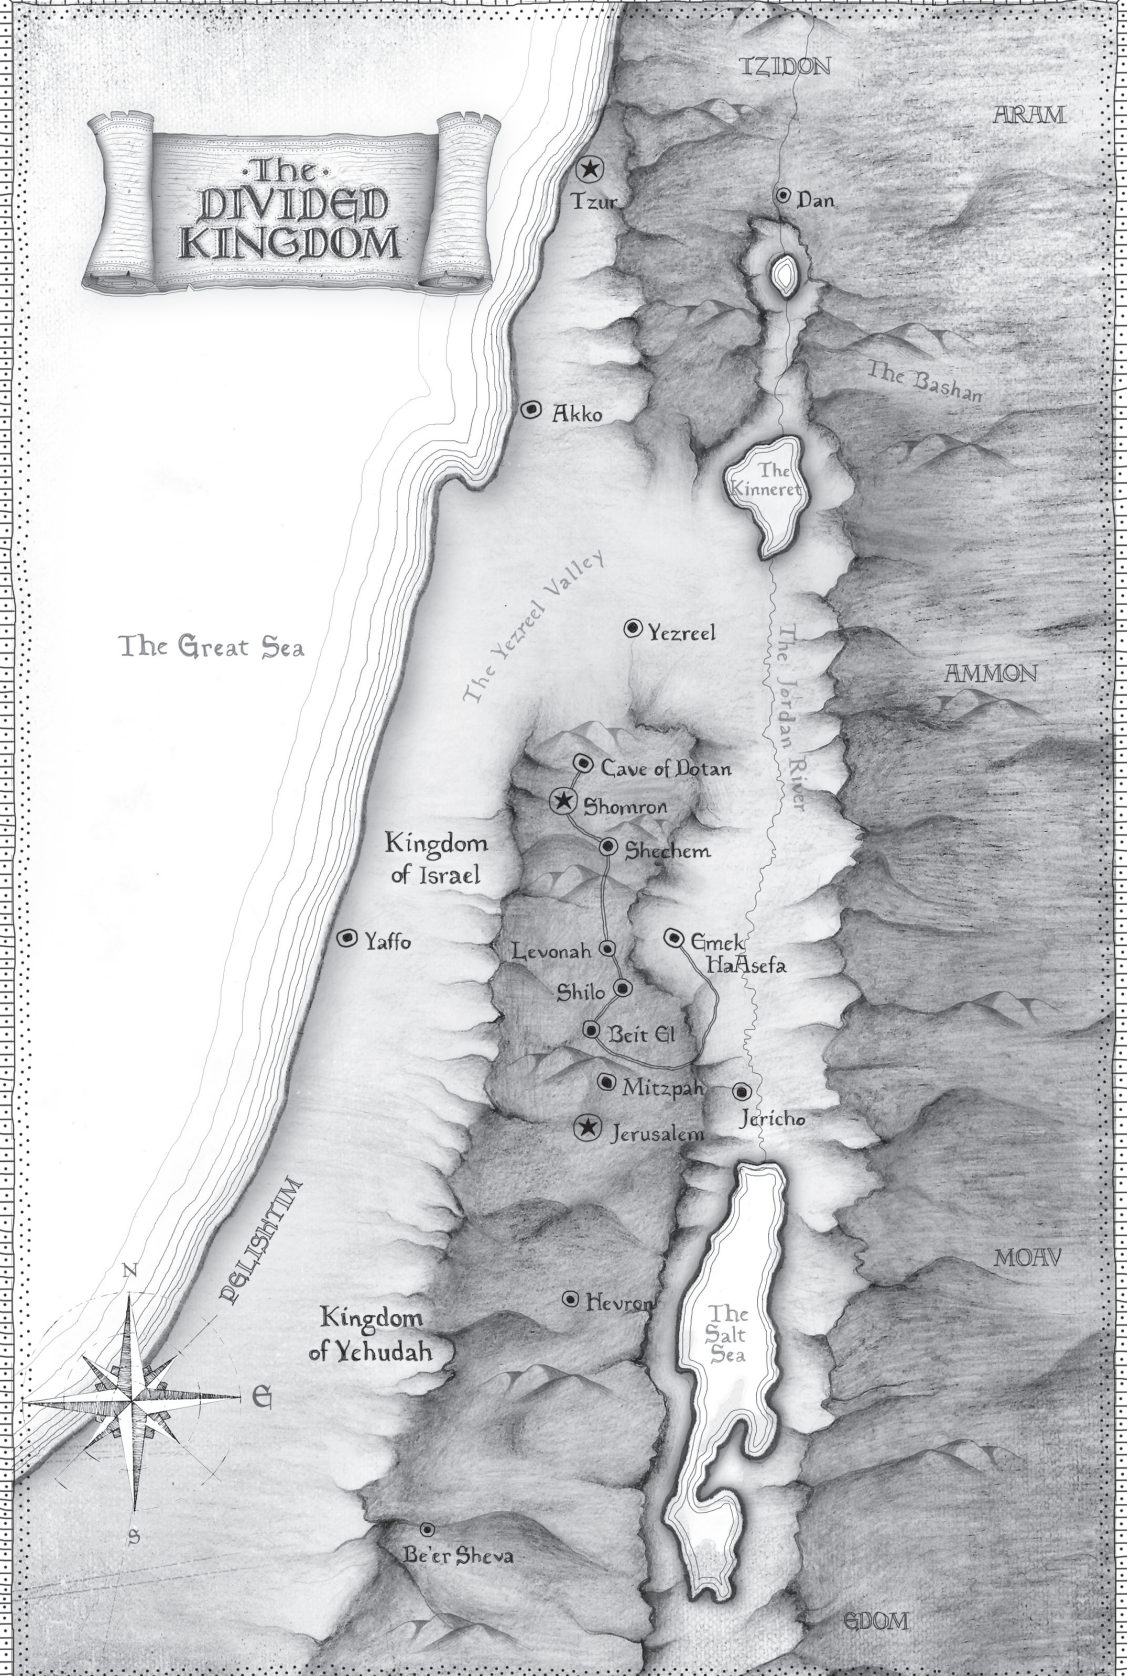 TZIDON
ARAM
·The·
DIVIDED
KINGDOM
Tzur
Dan
The Bashan
Akko
The
Kinneret
The Yezreel Valley
Yezreel
The Great Sea
The Jordan River
AMMON
Cave of Dotan
Shomron
Kingdom
of Israel
Shechem
Yaffo
Levonah
Emek
HaAsefa
Shilo
Beit El
Mitzpah
Jericho
Jerusalem
PELISHTIM
MOAV
N
Hevron
Kingdom
of Yehudah
The
Salt
Sea
E
S
Be'er Sheva
EDOM